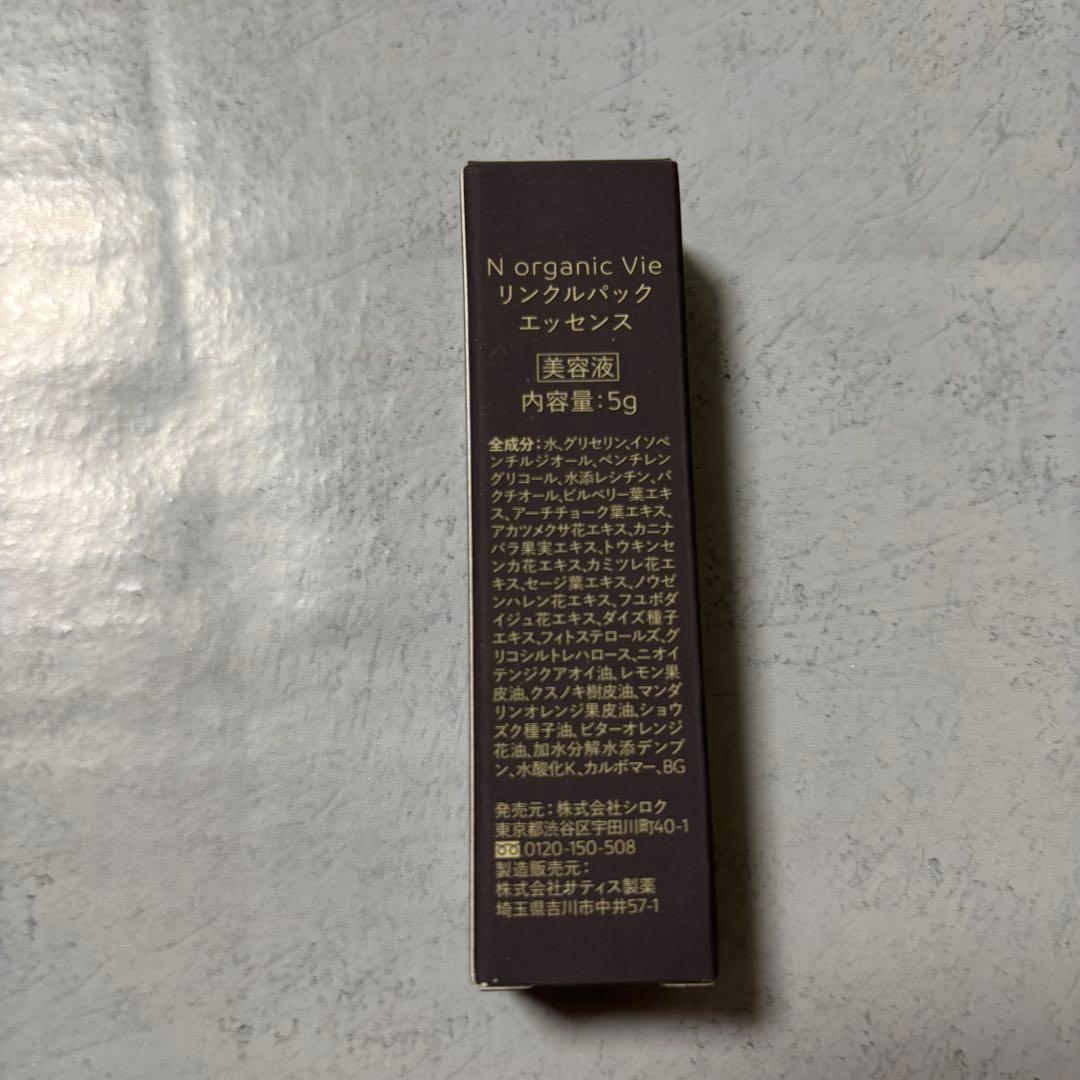 N organic Vie
リンクルパック
エッセンス
美容液
内容量:5g
全成分:水、グリセリン、イソペ
ンチルジオール、ペンチレン
グリコール、水添レシチン、バ
クチオール、ビルベリー葉エキ
ス、アーチチョーク葉エキス、
アカツメクサ花エキス、カニナ
バラ果実エキス、トウキンセ
ンカ花エキス、カミツレ花エ
キス、セージ葉エキス、ノウゼ
ンハレン花エキス、フユボダ
イジュ花エキス、ダイズ種子
エキス、フィトステロールズ、グ
リコシルトレハロース、ニオイ
テンジクアオイ油、レモン果
皮油、クスノキ樹皮油、マンダ
リンオレンジ果皮油、ショウ
ズク種子油、ビターオレンジ
花油、加水分解水添デンプ
ン、水酸化K、カルボマー、BG
発売元:株式会社シロク
東京都渋谷区宇田川町40-1
0120-150-508
製造販売元:
株式会社サティス製薬
埼玉県吉川市中井57-1